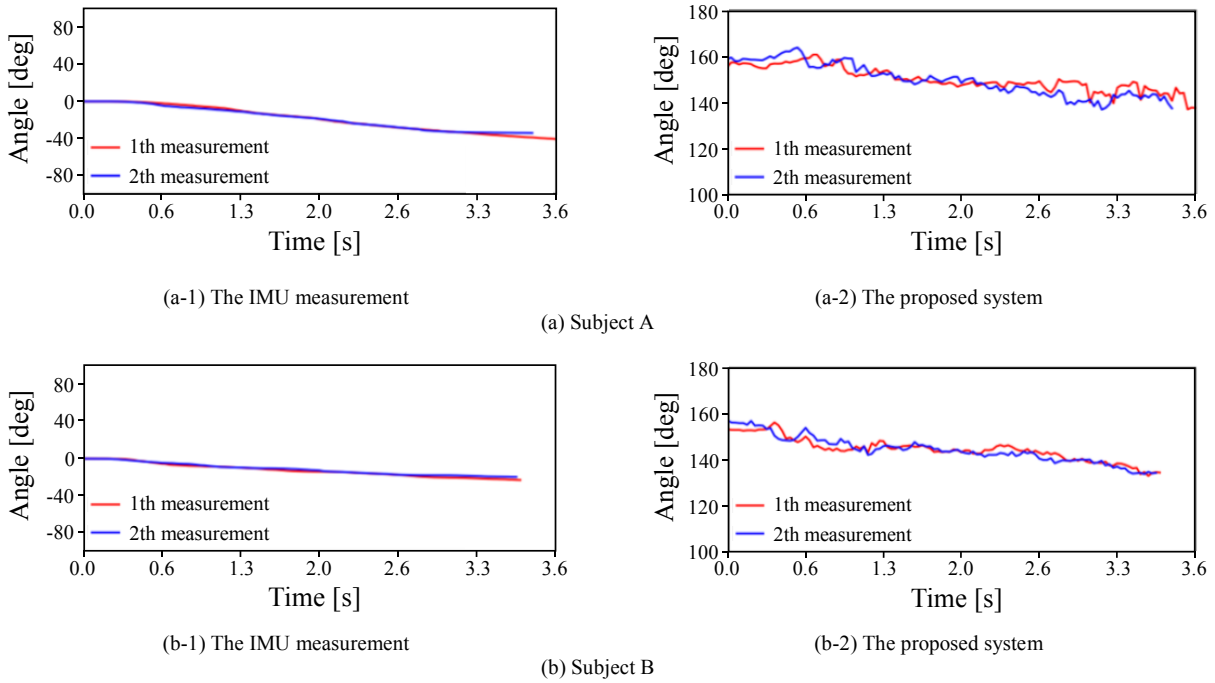 80
40
0
-40
-80
Angle [deg]
1th measurement
2th measurement
0.0 0.6 1.3 2.0 2.6 3.3 3.6
Time [s]
(a-1) The IMU measurement
180
160
140
120
100
Angle [deg]
1th measurement
2th measurement
0.0 0.6 1.3 2.0 2.6 3.3 3.6
Time [s]
(a-2) The proposed system
(a) Subject A
80
40
0
-40
-80
Angle [deg]
1th measurement
2th measurement
0.0 0.6 1.3 2.0 2.6 3.3 3.6
Time [s]
(b-1) The IMU measurement
180
160
140
120
100
Angle [deg]
1th measurement
2th measurement
0.0 0.6 1.3 2.0 2.6 3.3 3.6
Time [s]
(b-2) The proposed system
(b) Subject B